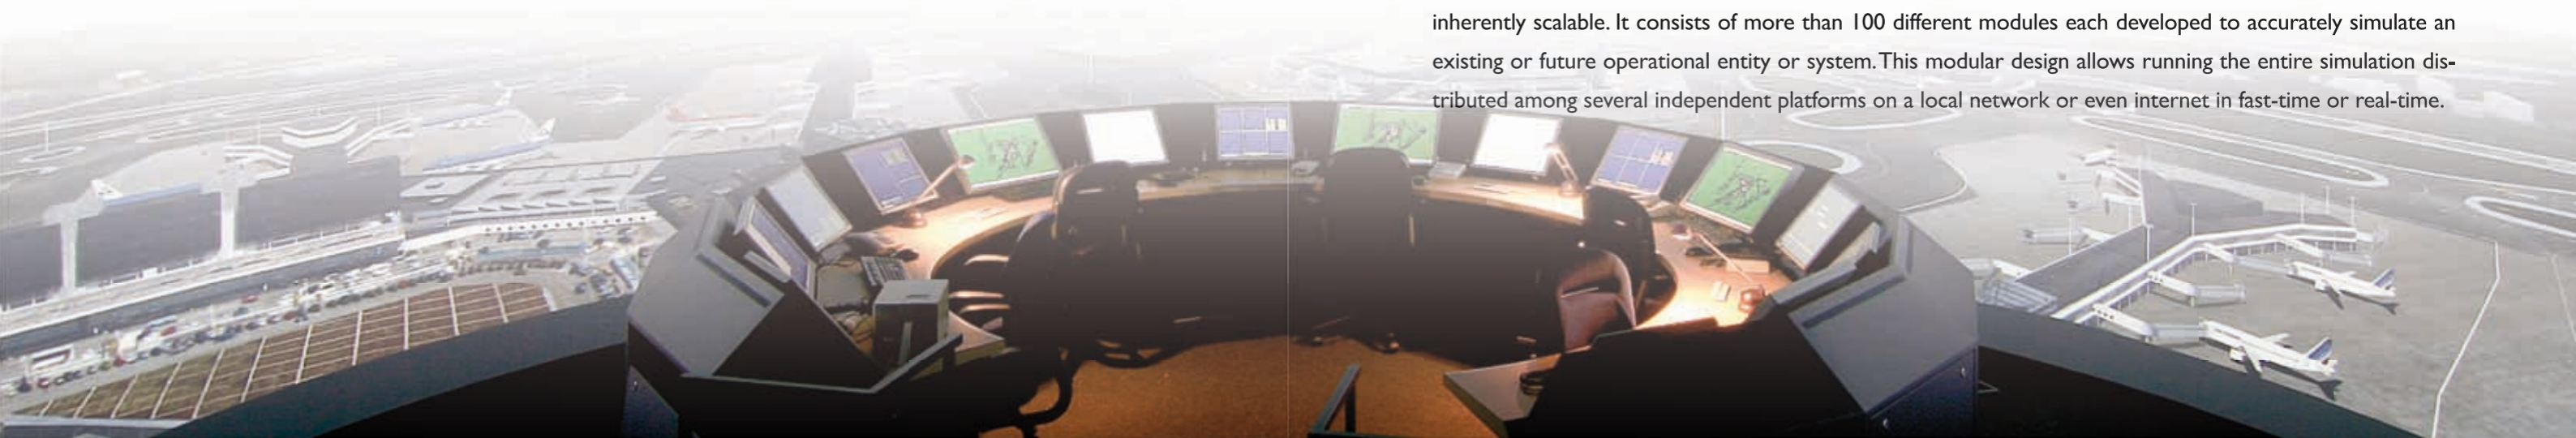 inherently scalable. It consists of more than 100 different modules each developed to accurately simulate an
existing or future operational entity or system. This modular design allows running the entire simulation dis-
tributed among several independent platforms on a local network or even internet in fast-time or real-time.